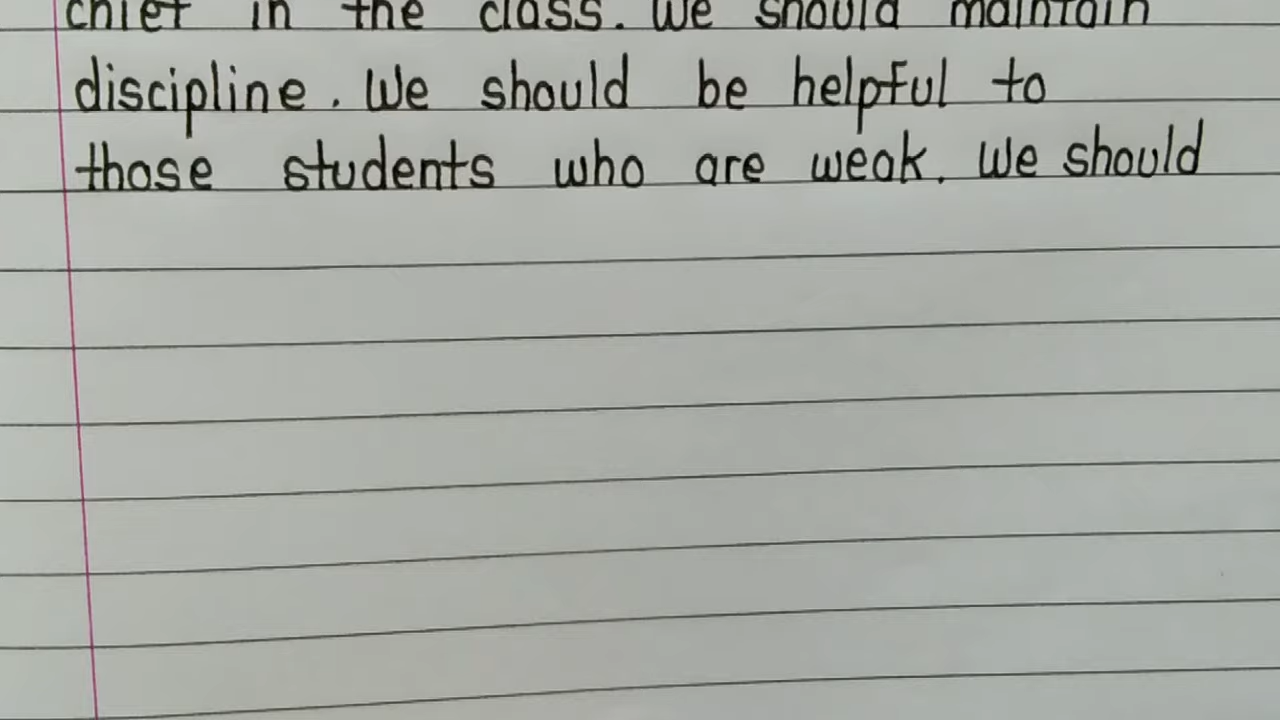 chief in the class. We should maintain
discipline. We should be helpful to
those students who are weak. We should